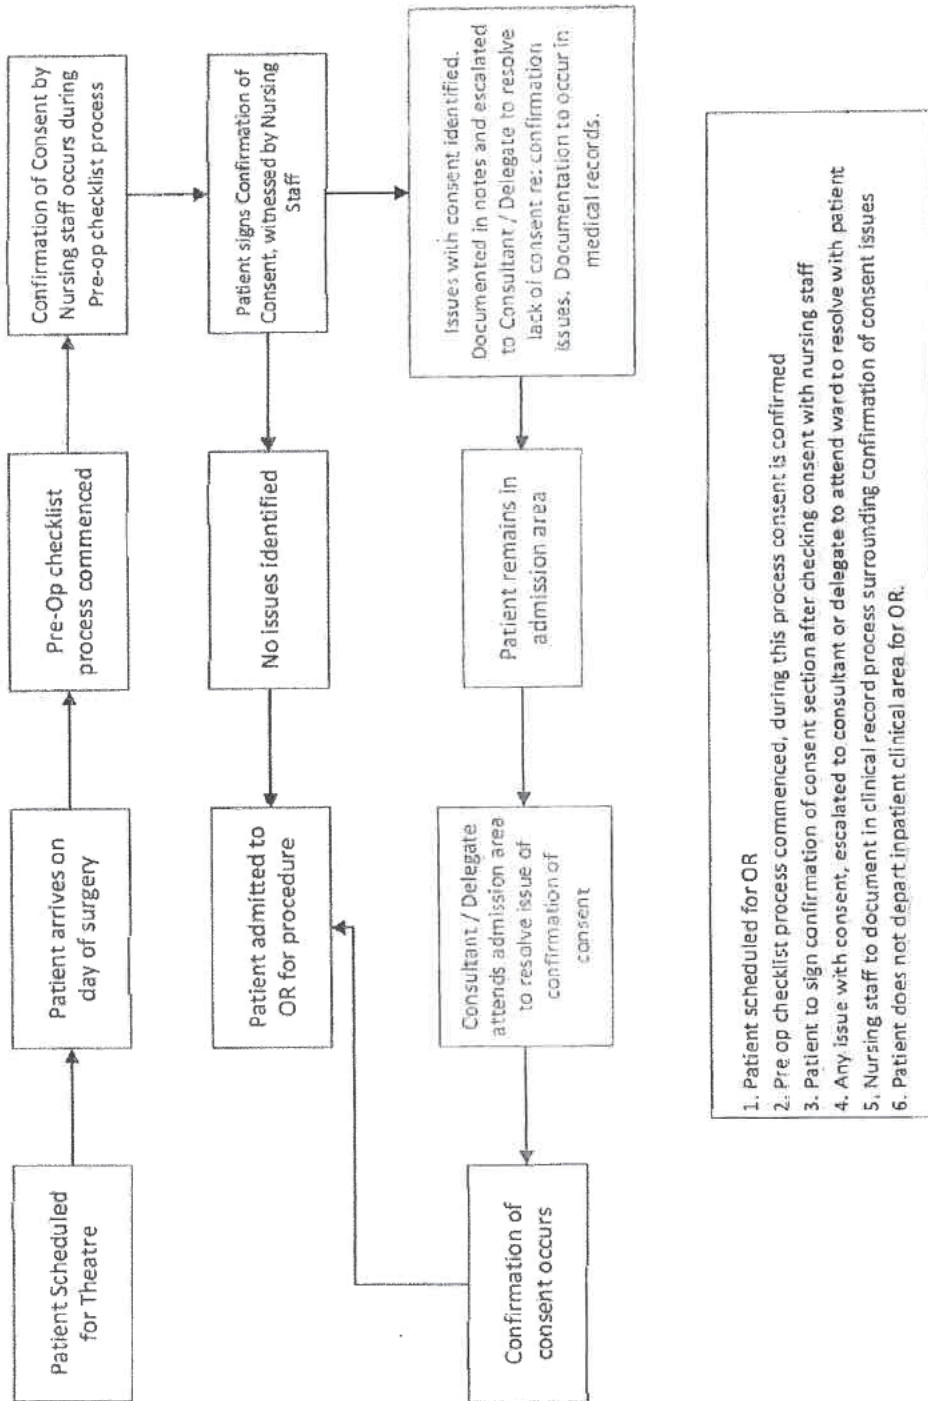 Patient Scheduled
for Theatre
Patient arrives on
day of surgery
Pre-Op checklist
process commenced
Confirmation of Consent by
Nursing staff occurs during
Pre-op checklist process
Patient signs Confirmation of
Consent, witnessed by Nursing
Staff
No issues identified
Patient admitted to
OR for procedure
Issues with consent identified.
Documented in notes and escalated
to Consultant / Delegate to resolve
lack of consent re: confirmation
issues. Documentation to occur in
medical records.
Patient remains in
admission area
Consultant / Delegate
attends admission area
to resolve issue of
confirmation of
consent
Confirmation of
consent occurs
1. Patient scheduled for OR
2. Pre op checklist process commenced, during this process consent is confirmed
3. Patient to sign confirmation of consent section after checking consent with nursing staff
4. Any issue with consent, escalated to consultant or delegate to attend ward to resolve with patient
5. Nursing staff to document in clinical record process surrounding confirmation of consent issues
6. Patient does not depart inpatient clinical area for OR.